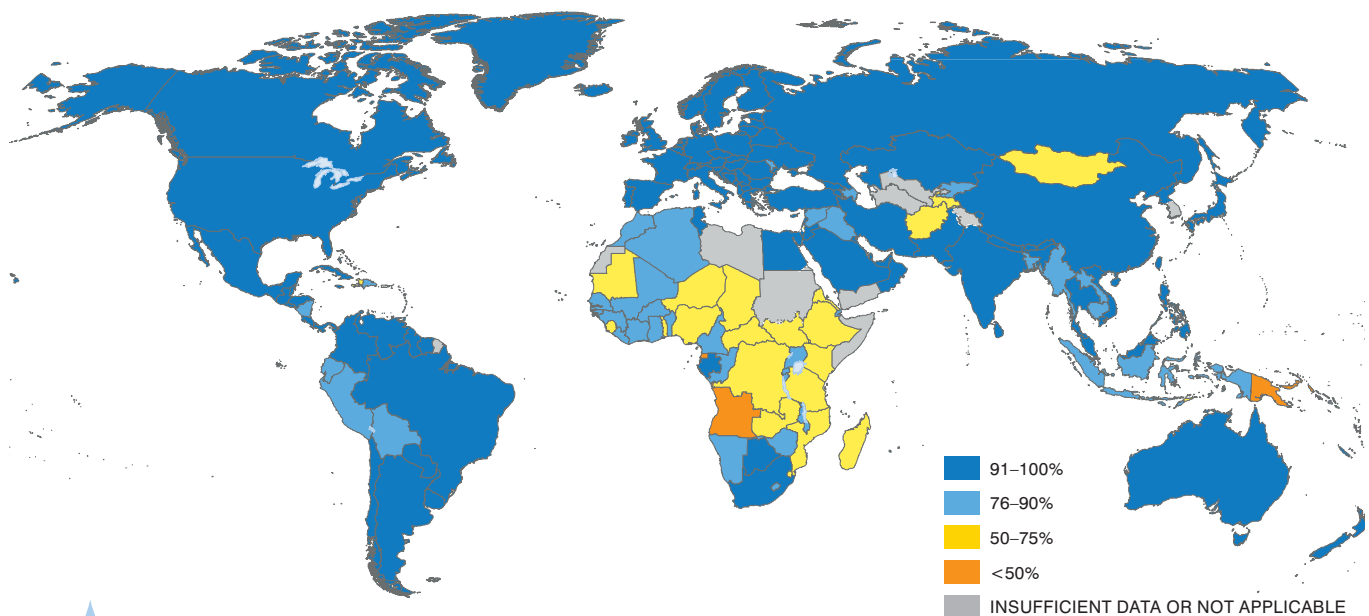 91–100%
76–90%
50–75%
<50%
INSUFFICIENT DATA OR NOT APPLICABLE